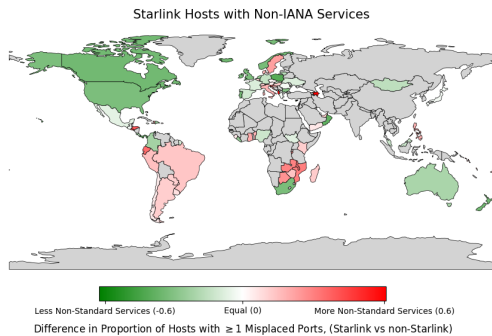 Starlink Hosts with Non-IANA Services
Less Non-Standard Services (-0.6) Equal (0) More Non-Standard Services (0.6)
Difference in Proportion of Hosts with ≥ 1 Misplaced Ports, (Starlink vs non-Starlink)